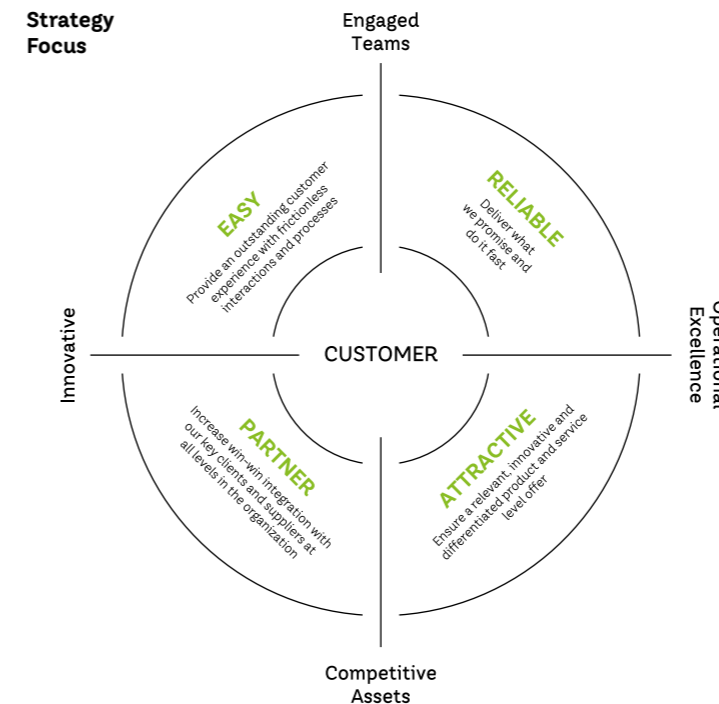 Strategy
Focus
Engaged
Teams
EASY
Provide an outstanding customer
experience with frictionless
interactions and processes
RELIABLE
Deliver what
we promise and
do it fast
Innovative
CUSTOMER
Operational
Excellence
PARTNER
Increase win-win integration with
our key clients and suppliers at
all levels in the organization
ATTRACTIVE
Ensure a relevant, innovative and
differentiated product and service
level offer
Competitive
Assets